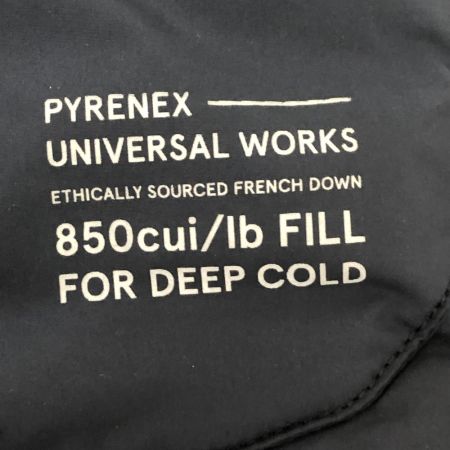 PYRENEX
UNIVERSAL WORKS
ETHICALLY SOURCED FRENCH DOWN
850cui/lb FILL
FOR DEEP COLD